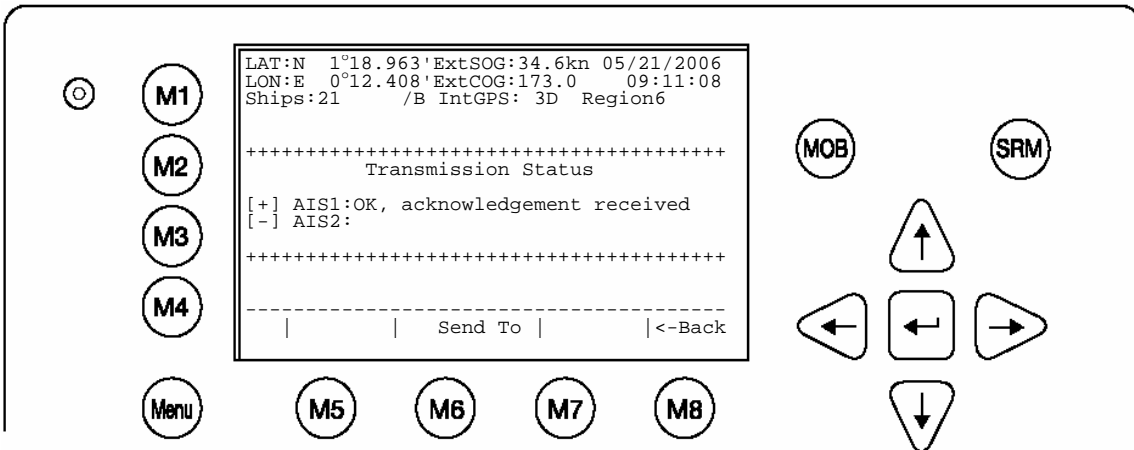 LAT:N  1°18.963'ExtSOG:34.6kn 05/21/2006
LON:E  0°12.408'ExtCOG:173.0    09:11:08
Ships:21     /B IntGPS: 3D  Region6
++++++++++++++++++++++++++++++++++++++++
Transmission Status
[+] AIS1:OK, acknowledgement received
[-] AIS2:
++++++++++++++++++++++++++++++++++++++++
----------------------------------------
|        |   Send To |        |<-Back
M1
M2
M3
M4
Menu
M5
M6
M7
M8
MOB
SRM